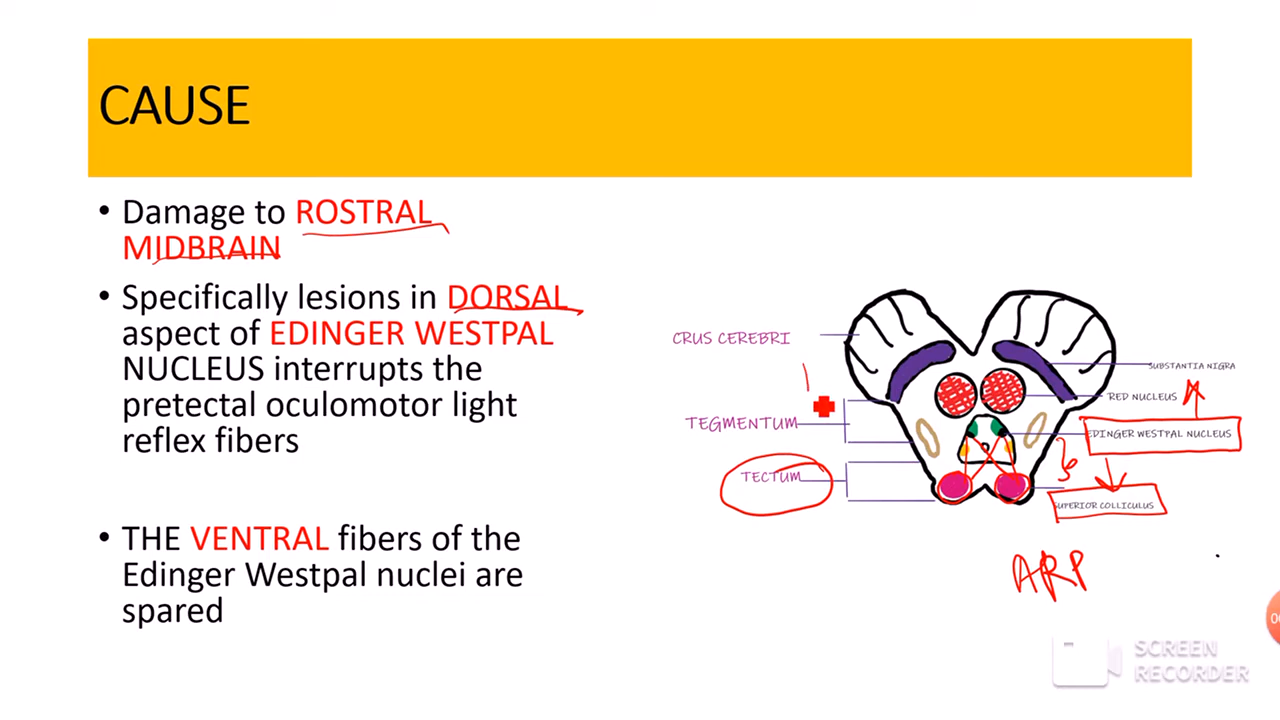 CAUSE
• Damage to ROSTRAL
MIDBRAIN
• Specifically lesions in DORSAL
aspect of EDINGER WESTPAL
NUCLEUS interrupts the
pretectal oculomotor light
reflex fibers
• THE VENTRAL fibers of the
Edinger Westpal nuclei are
spared
CRUS CEREBRI
TEGMENTUM
TECTUM
SUBSTANTIA NIGRA
RED NUCLEUS
EDINGER WESTPAL NUCLEUS
SUPERIOR COLLICULUS
ARP
SCREEN
RECORDER